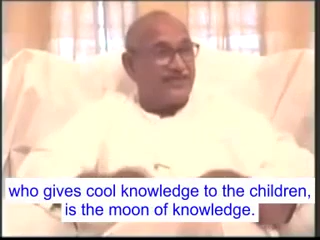 who gives cool knowledge to the children,
is the moon of knowledge.